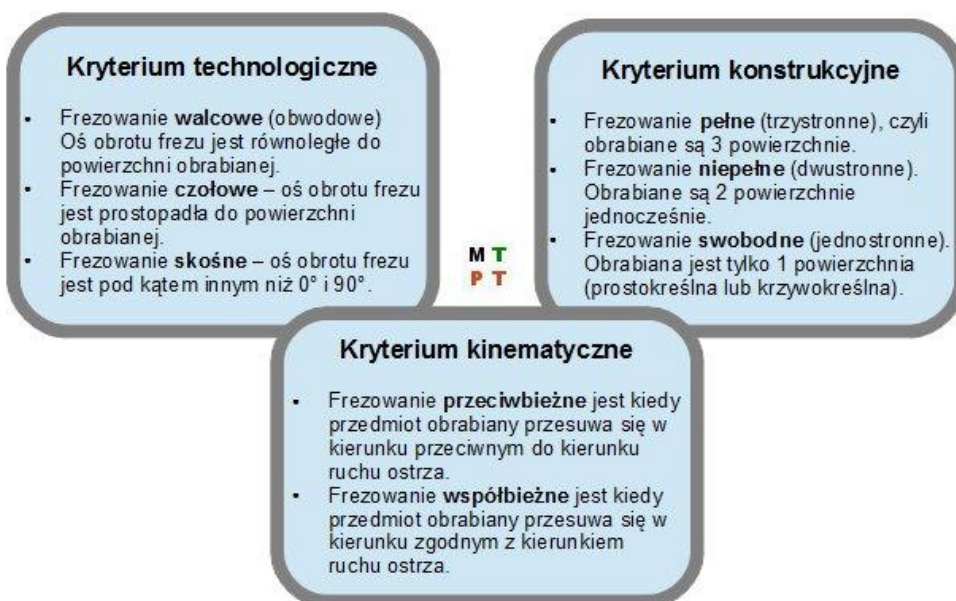 Kryterium technologiczne
• Frezowanie walcowe (obwodowe)
Oś obrotu frezu jest równoległe do
powierzchni obrabianej.
• Frezowanie czołowe – oś obrotu frezu
jest prostopadła do powierzchni
obrabianej.
• Frezowanie skośne – oś obrotu frezu
jest pod kątem innym niż 0° i 90°.
Kryterium konstrukcyjne
• Frezowanie pełne (trzystronne), czyli
obrabiane są 3 powierzchnie.
• Frezowanie niepełne (dwustronne).
Obrabiane są 2 powierzchnie
jednocześnie.
• Frezowanie swobodne (jednostronne).
Obrabiana jest tylko 1 powierzchnia
(prostokreślna lub krzywokreślna).
M T
P T
Kryterium kinematyczne
• Frezowanie przeciwbieżne jest kiedy
przedmiot obrabiany przesuwa się w
kierunku przeciwnym do kierunku
ruchu ostrza.
• Frezowanie współbieżne jest kiedy
przedmiot obrabiany przesuwa się w
kierunku zgodnym z kierunkiem
ruchu ostrza.